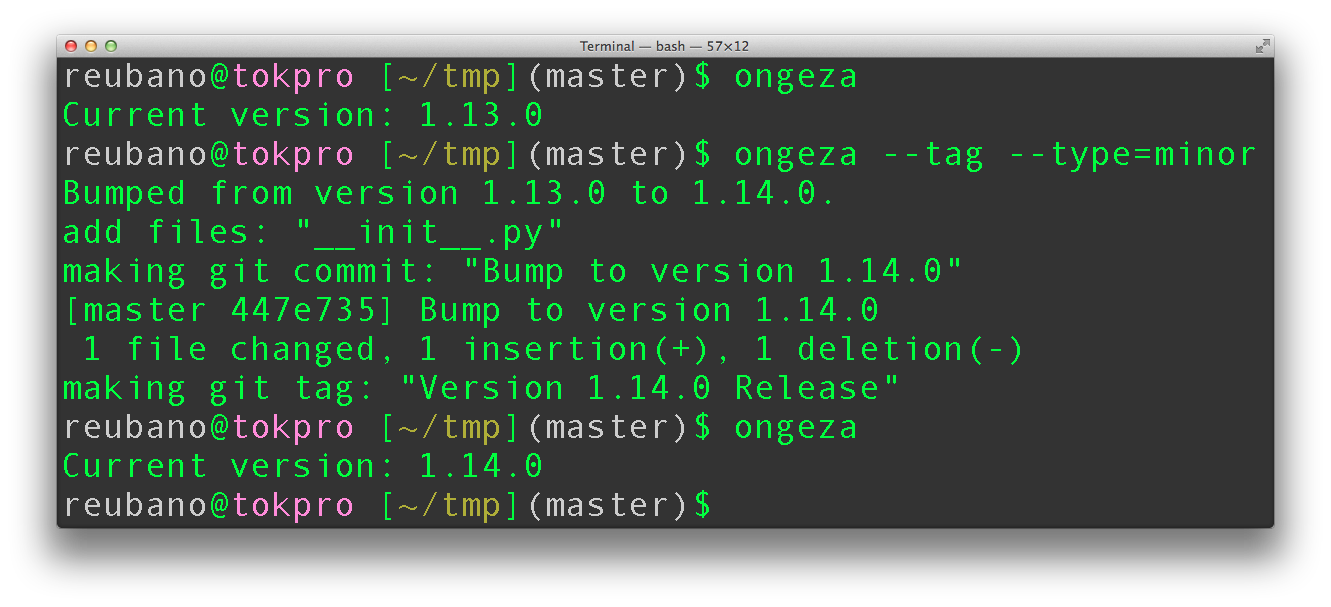 Terminal — bash — 57×12
reubano@tokpro [~/tmp](master)$ ongeza
Current version: 1.13.0
reubano@tokpro [~/tmp](master)$ ongeza --tag --type=minor
Bumped from version 1.13.0 to 1.14.0.
add files: "__init__.py"
making git commit: "Bump to version 1.14.0"
[master 447e735] Bump to version 1.14.0
 1 file changed, 1 insertion(+), 1 deletion(-)
making git tag: "Version 1.14.0 Release"
reubano@tokpro [~/tmp](master)$ ongeza
Current version: 1.14.0
reubano@tokpro [~/tmp](master)$